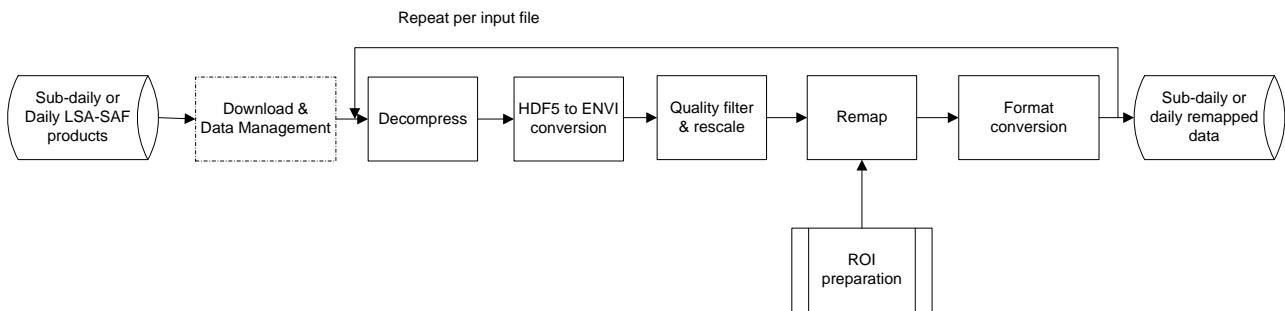 Repeat per input file
Sub-daily or
Daily LSA-SAF
products
Download &
Data Management
Decompress
HDF5 to ENVI
conversion
Quality filter
& rescale
Remap
Format
conversion
Sub-daily or
daily remapped
data
ROI
preparation